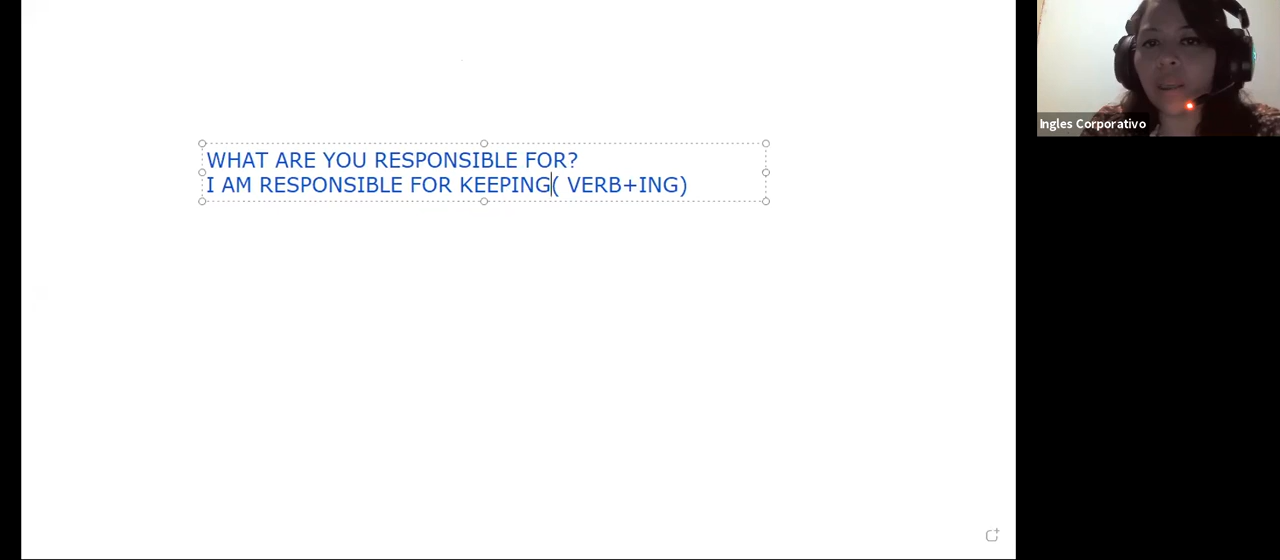 WHAT ARE YOU RESPONSIBLE FOR?
I AM RESPONSIBLE FOR KEEPING( VERB+ING)
Ingles Corporativo